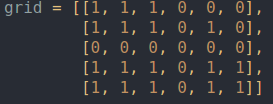 grid = [[1, 1, 1, 0, 0, 0],
[1, 1, 1, 0, 1, 0],
[0, 0, 0, 0, 0, 0],
[1, 1, 1, 0, 1, 1],
[1, 1, 1, 0, 1, 1]]